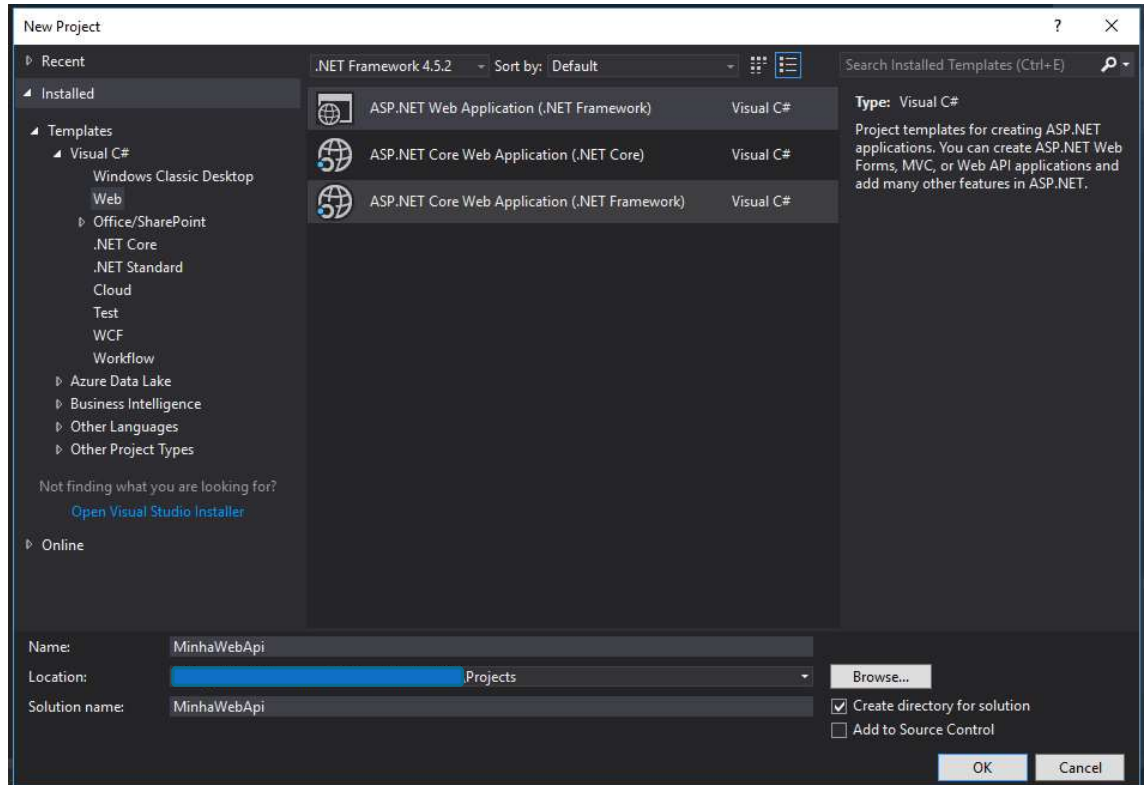 New Project
?
Recent
.NET Framework 4.5.2
Sort by: Default
Search Installed Templates (Ctrl+E)
Installed
Templates
Visual C#
Windows Classic Desktop
Web
Office/SharePoint
.NET Core
.NET Standard
Cloud
Test
WCF
Workflow
Azure Data Lake
Business Intelligence
Other Languages
Other Project Types
Not finding what you are looking for?
Open Visual Studio Installer
Online
ASP.NET Web Application (.NET Framework) Visual C#
ASP.NET Core Web Application (.NET Core) Visual C#
ASP.NET Core Web Application (.NET Framework) Visual C#
Type: Visual C#
Project templates for creating ASP.NET
applications. You can create ASP.NET Web
Forms, MVC, or Web API applications and
add many other features in ASP.NET.
Name: MinhaWebApi
Location: \Projects
Browse...
Solution name: MinhaWebApi
Create directory for solution
Add to Source Control
OK
Cancel